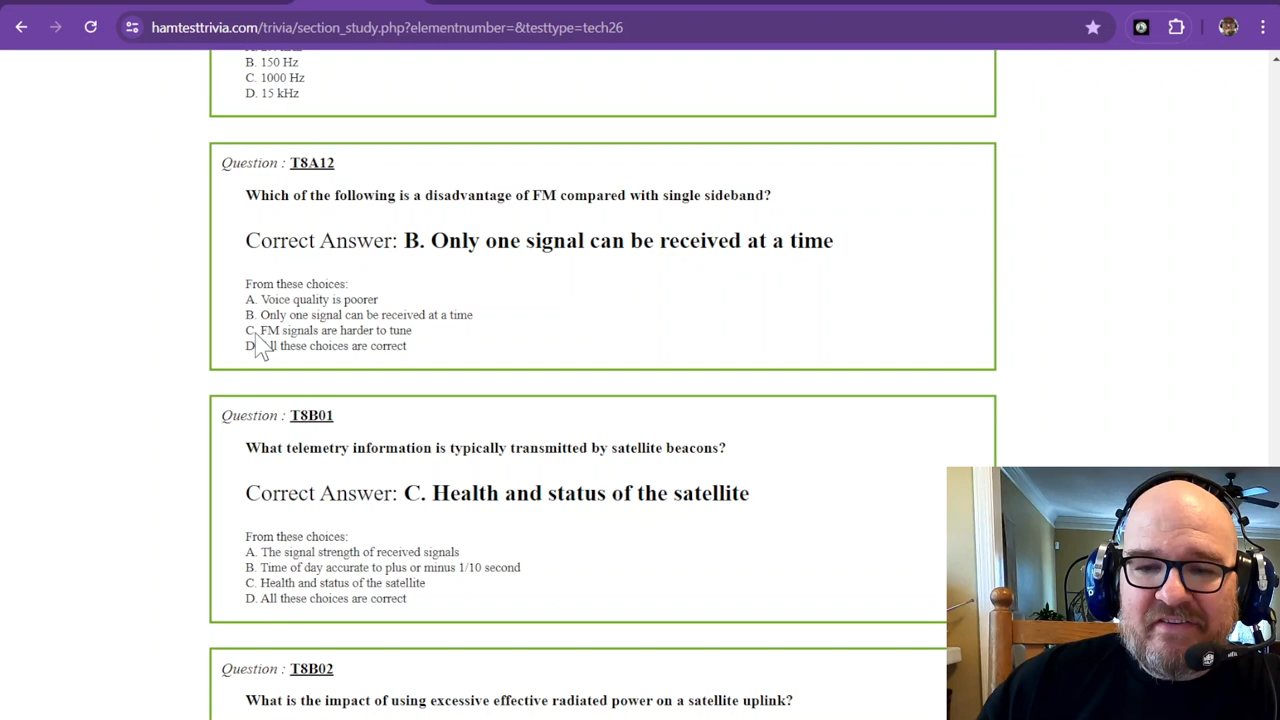 hamtesttrivia.com/trivia/section_study.php?elementnumber=&testtype=tech26
B. 150 Hz
C. 1000 Hz
D. 15 kHz
Question : T8A12
Which of the following is a disadvantage of FM compared with single sideband?
Correct Answer: B. Only one signal can be received at a time
From these choices:
A. Voice quality is poorer
B. Only one signal can be received at a time
C. FM signals are harder to tune
D. All these choices are correct
Question : T8B01
What telemetry information is typically transmitted by satellite beacons?
Correct Answer: C. Health and status of the satellite
From these choices:
A. The signal strength of received signals
B. Time of day accurate to plus or minus 1/10 second
C. Health and status of the satellite
D. All these choices are correct
Question : T8B02
What is the impact of using excessive effective radiated power on a satellite uplink?